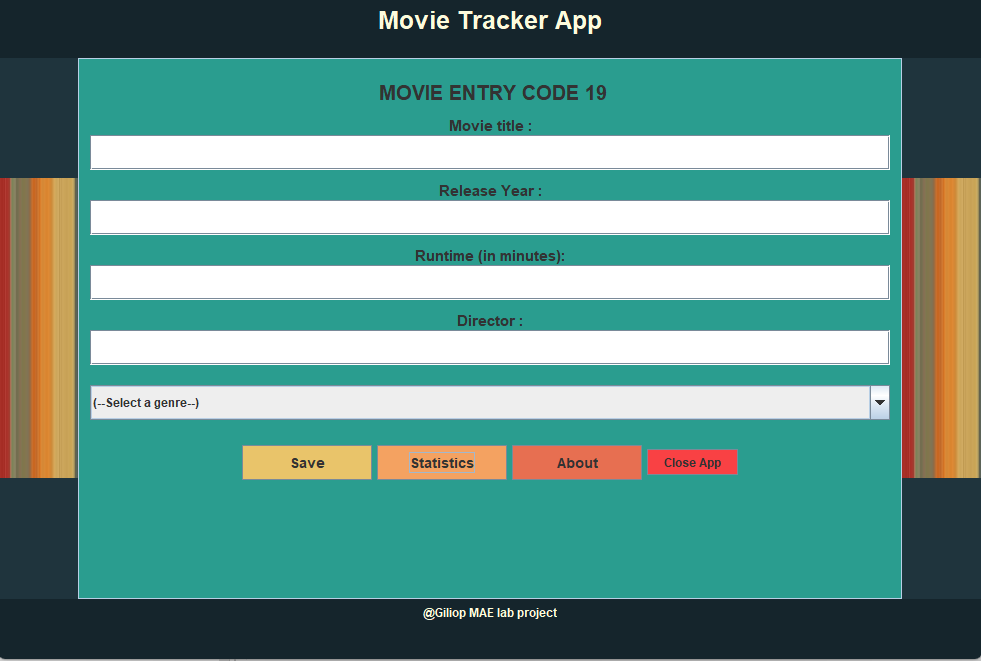 Movie Tracker App
MOVIE ENTRY CODE 19
Movie title :
Release Year :
Runtime (in minutes):
Director :
(--Select a genre--)
Save Statistics About Close App
@Giliop MAE lab project